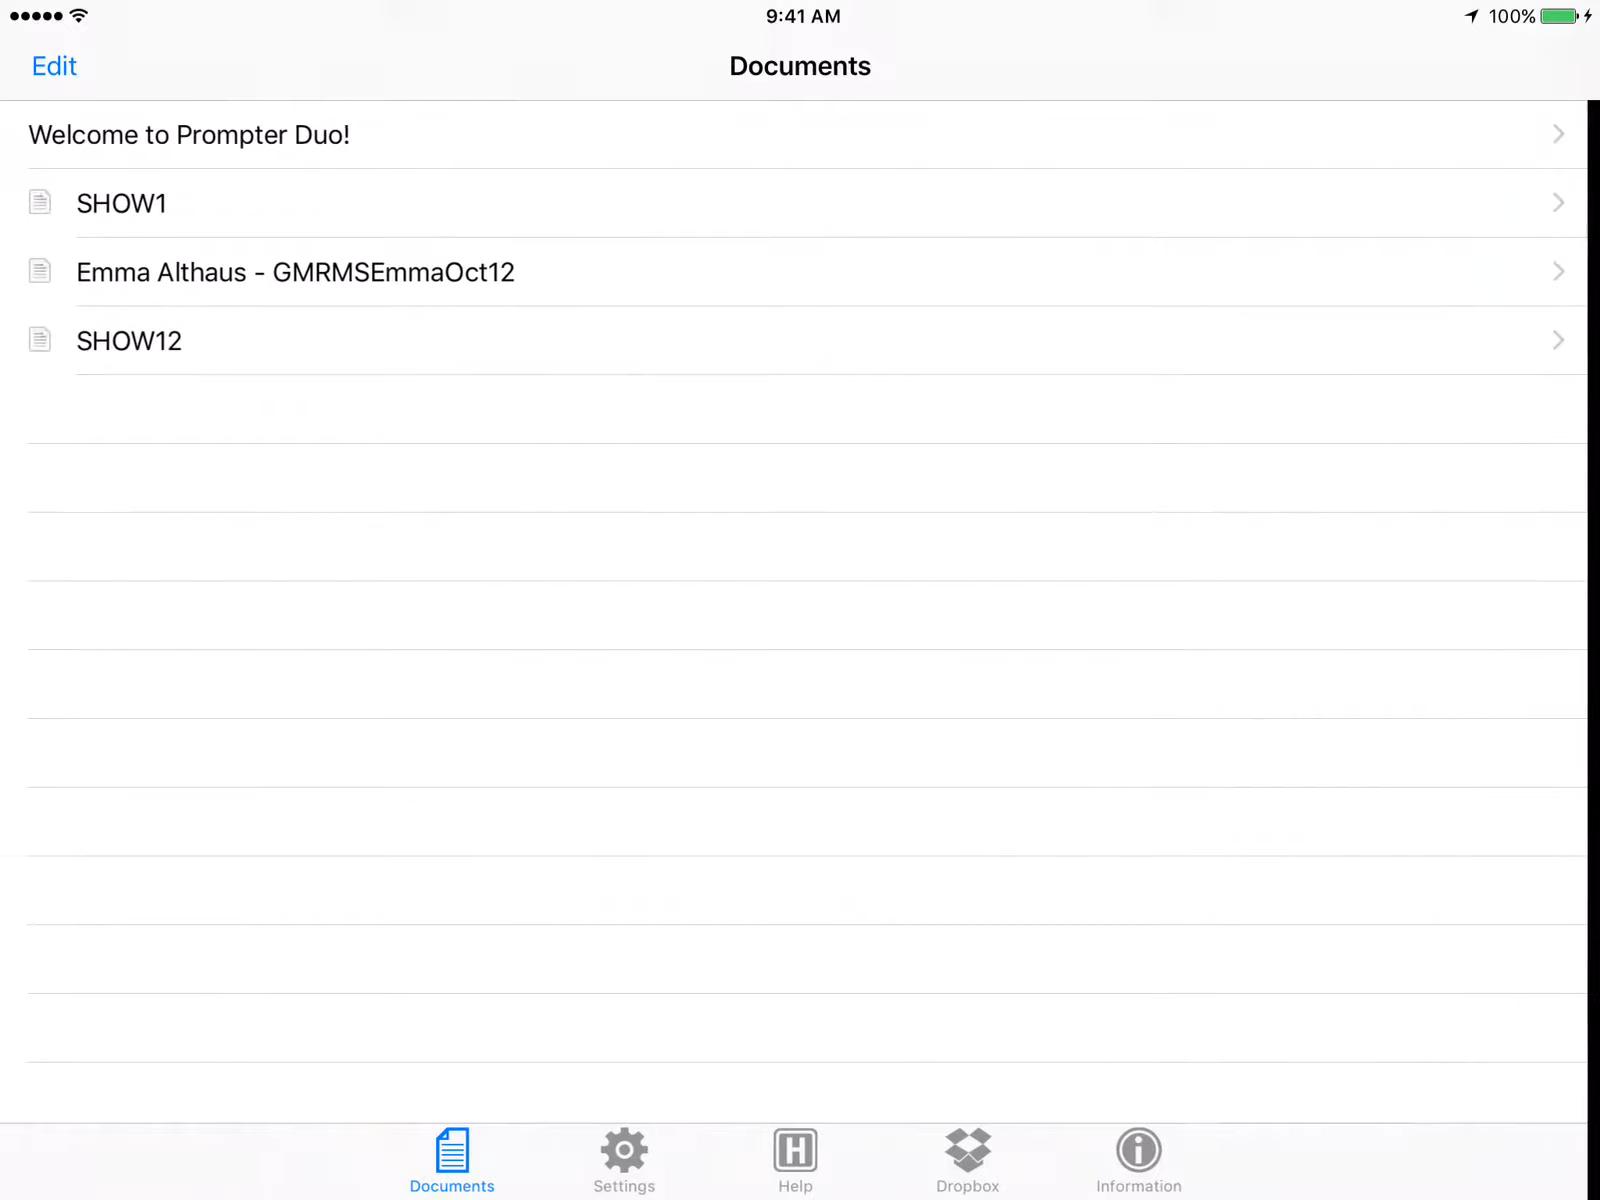 9:41 AM
100%
Edit
Documents
Welcome to Prompter Duo!
SHOW1
Emma Althaus - GMRMSEmmaOct12
SHOW12
Documents
Settings
H
Help
Dropbox
Information